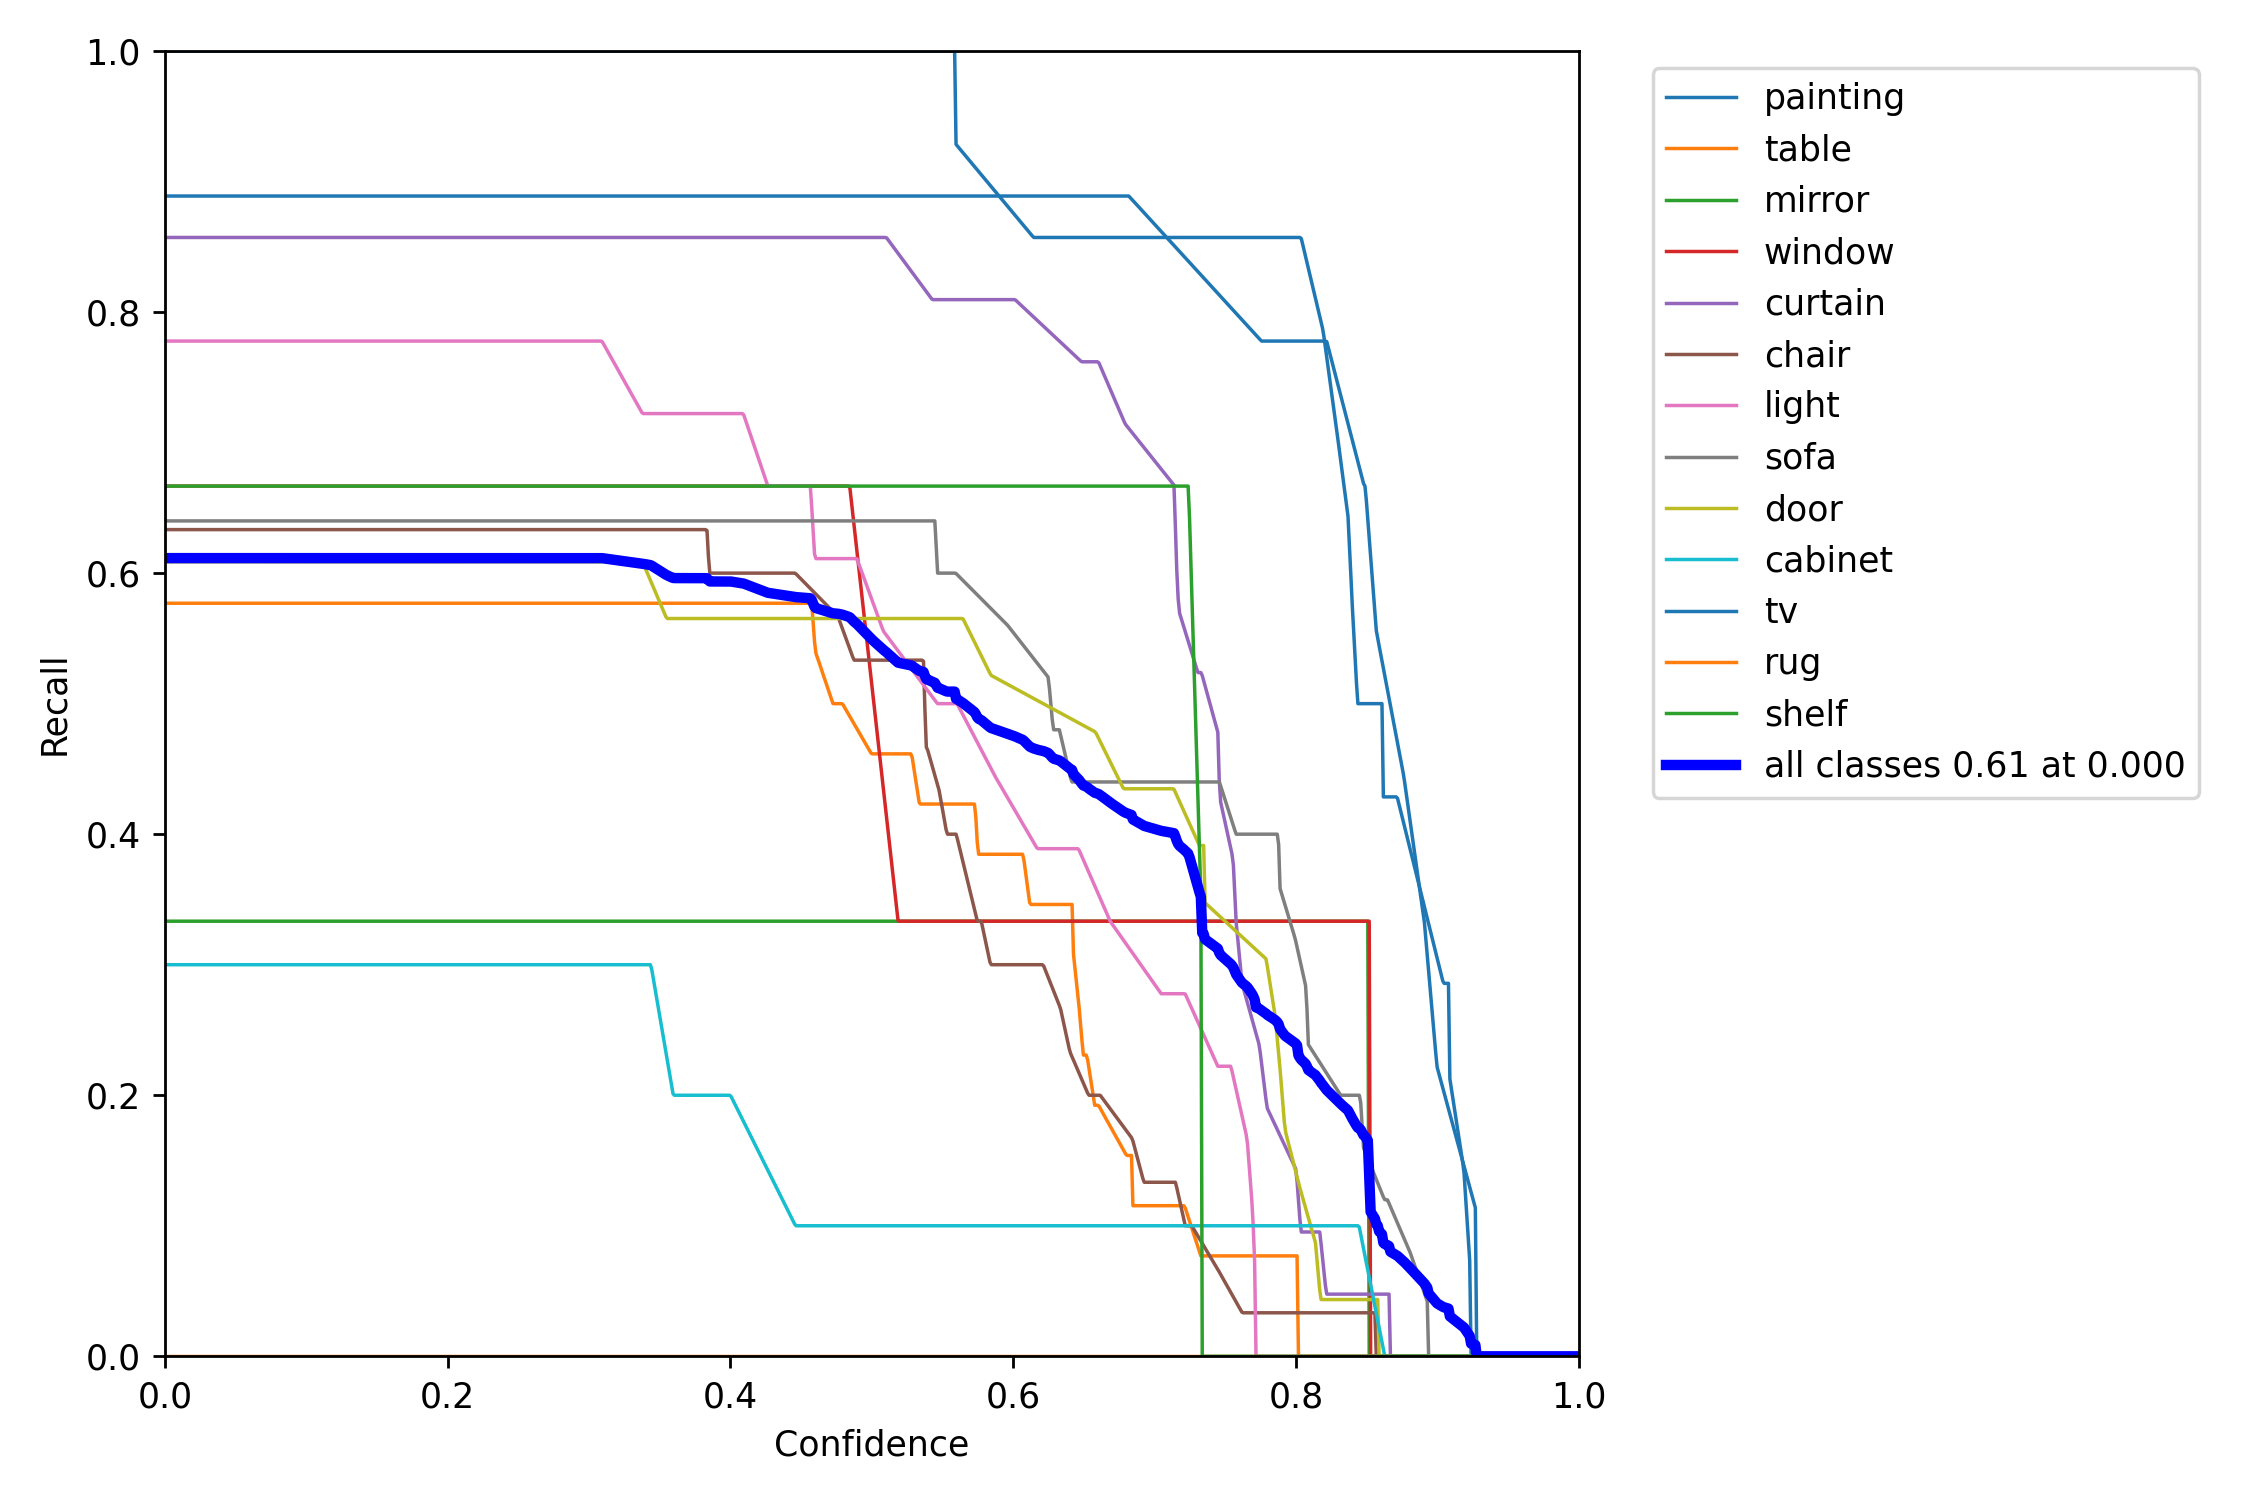 1.0
0.8
0.6
0.4
0.2
0.0
0.0 0.2 0.4 0.6 0.8 1.0
Recall
Confidence
painting
table
mirror
window
curtain
chair
light
sofa
door
cabinet
tv
rug
shelf
all classes 0.61 at 0.000